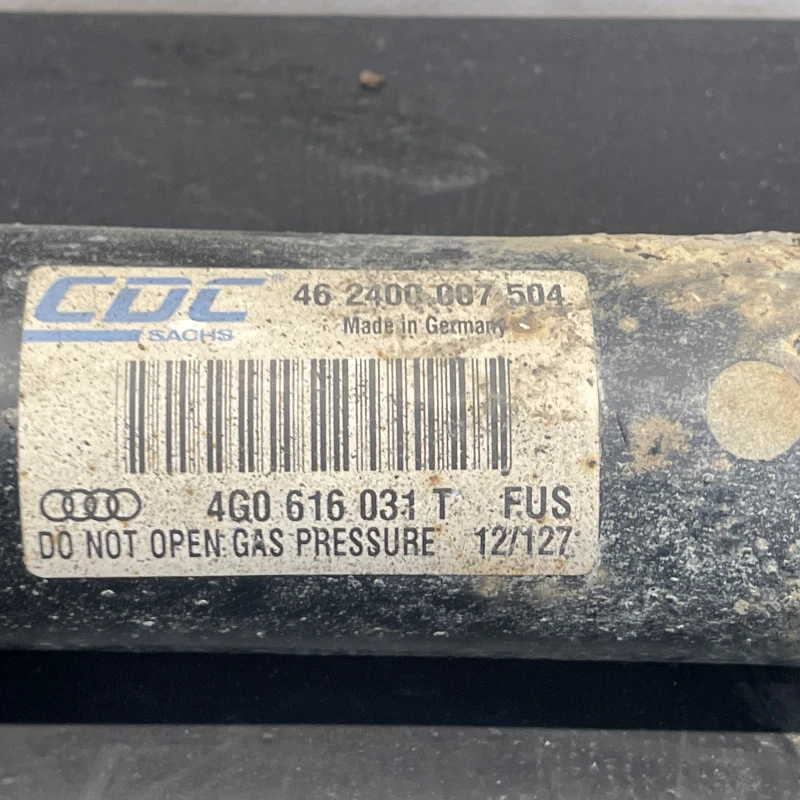 CDC 46 2400 007 504
SACHS Made in Germany
4G0 616 031 T FUS
DO NOT OPEN GAS PRESSURE 12/127